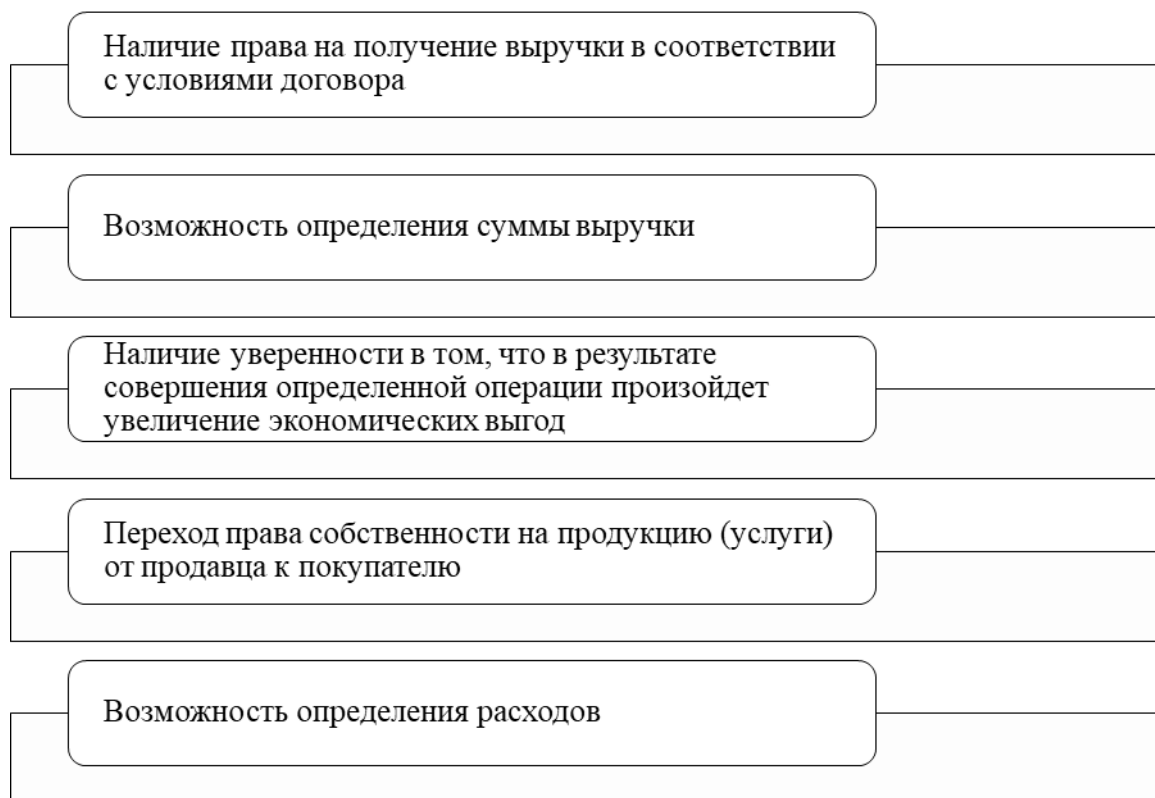 Наличие права на получение выручки в соответствии
с условиями договора
Возможность определения суммы выручки
Наличие уверенности в том, что в результате
совершения определенной операции произойдет
увеличение экономических выгод
Переход права собственности на продукцию (услуги)
от продавца к покупателю
Возможность определения расходов